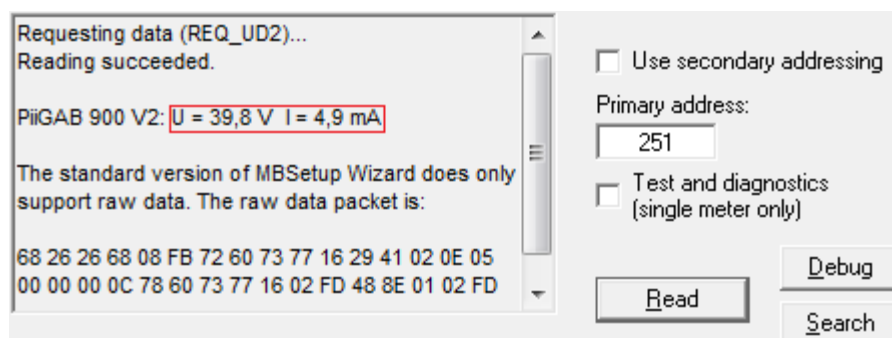 Requesting data (REQ_UD2)...
Reading succeeded.
PiiGAB 900 V2: U = 39,8 V I = 4,9 mA
The standard version of MBSetup Wizard does only
support raw data. The raw data packet is:
68 26 26 68 08 FB 72 60 73 77 16 29 41 02 0E 05
00 00 00 0C 78 60 73 77 16 02 FD 48 8E 01 02 FD
Use secondary addressing
Primary address:
251
Test and diagnostics
(single meter only)
Debug
Read
Search